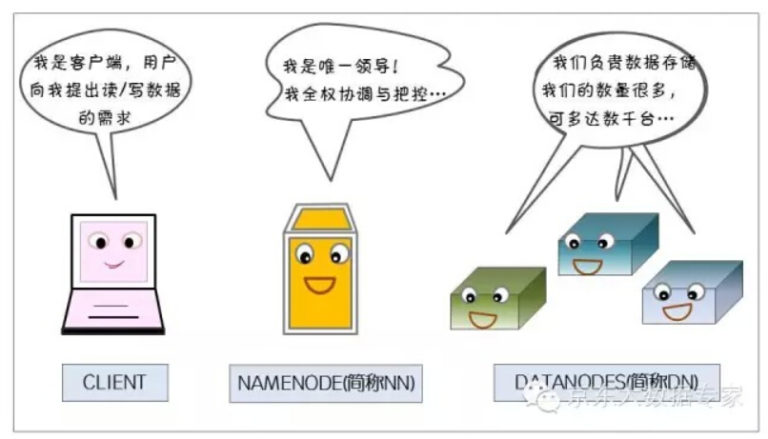 我是客户端，用户
向我提出读/写数据
的需求
我是唯一领导！
我全权协调与把控…
我们负责数据存储
我们的数量很多，
可多达数千台…
CLIENT
NAMENODE(简称NN)
DATANODES(简称DN)
京东大数据专家